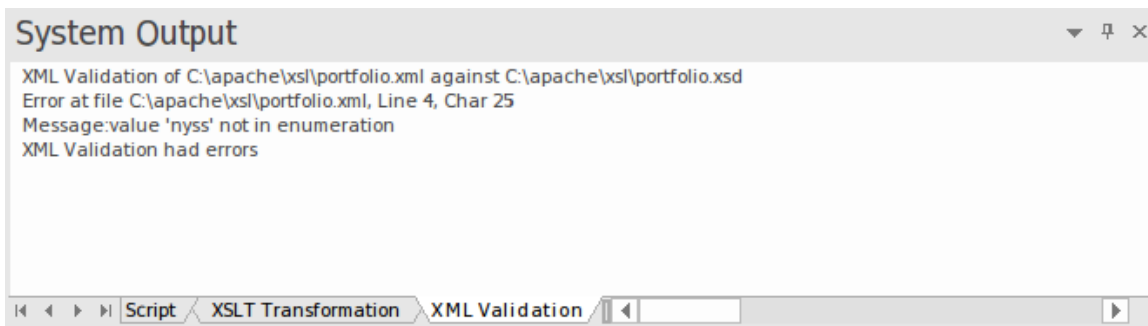 System Output
XML Validation of C:\apache\xsl\portfolio.xml against C:\apache\xsl\portfolio.xsd
Error at file C:\apache\xsl\portfolio.xml, Line 4, Char 25
Message:value 'nyss' not in enumeration
XML Validation had errors
Script XSLT Transformation XML Validation